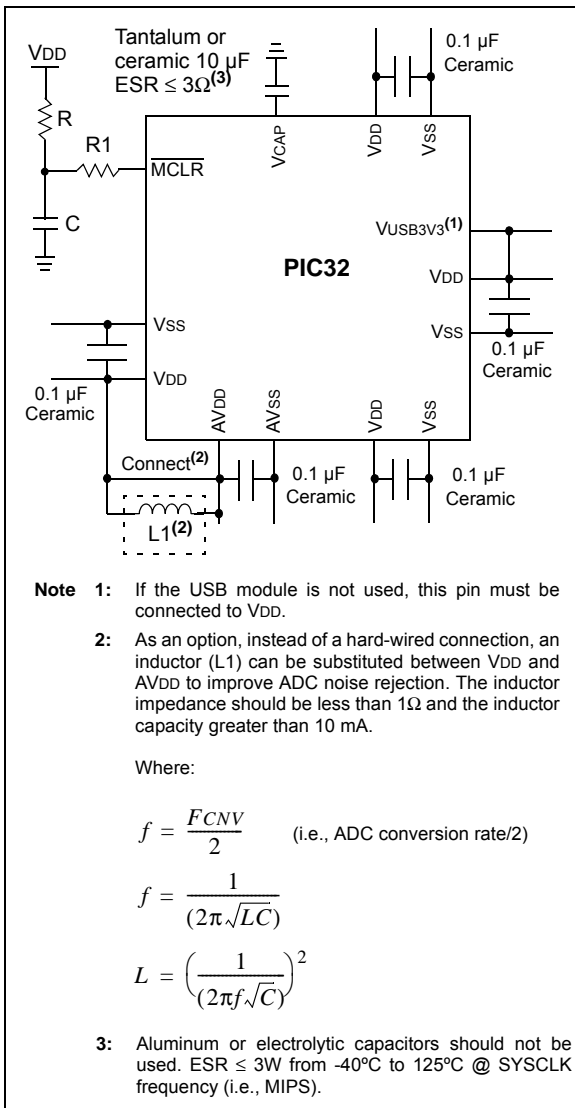 VDD
Tantalum or
ceramic 10 µF
ESR ≤ 3Ω(3)
0.1 µF
Ceramic
R
R1
C
MCLR
VCAP
VDD
VSS
VUSB3V3(1)
PIC32
VDD
VSS
0.1 µF
Ceramic
VSS
VDD
0.1 µF
Ceramic
AVDD
AVSS
VDD
VSS
Connect(2)
L1(2)
0.1 µF
Ceramic
0.1 µF
Ceramic
Note 1: If the USB module is not used, this pin must be
connected to VDD.
2: As an option, instead of a hard-wired connection, an
inductor (L1) can be substituted between VDD and
AVDD to improve ADC noise rejection. The inductor
impedance should be less than 1Ω and the inductor
capacity greater than 10 mA.
Where:
f = FCNV / 2 (i.e., ADC conversion rate/2)
f = 1 / (2π√LC)
L = (1 / (2πf√C))²
3: Aluminum or electrolytic capacitors should not be
used. ESR ≤ 3W from -40ºC to 125ºC @ SYSCLK
frequency (i.e., MIPS).